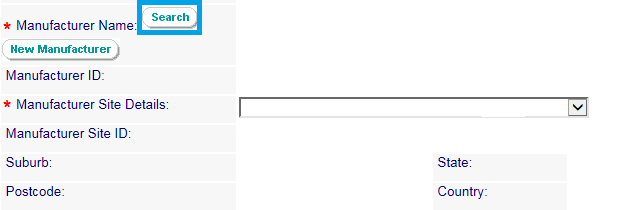 * Manufacturer Name: Search
New Manufacturer
Manufacturer ID:
* Manufacturer Site Details:
Manufacturer Site ID:
Suburb: State:
Postcode: Country: